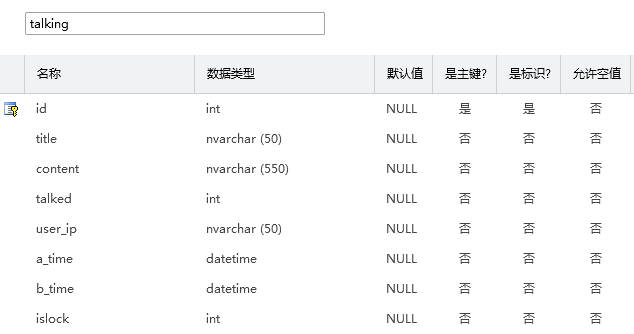 talking
名称 数据类型 默认值 是主键? 是标识? 允许空值
id int NULL 是 是 否
title nvarchar (50) NULL 否 否 否
content nvarchar (550) NULL 否 否 否
talked int NULL 否 否 否
user_ip nvarchar (50) NULL 否 否 否
a_time datetime NULL 否 否 否
b_time datetime NULL 否 否 否
islock int NULL 否 否 否